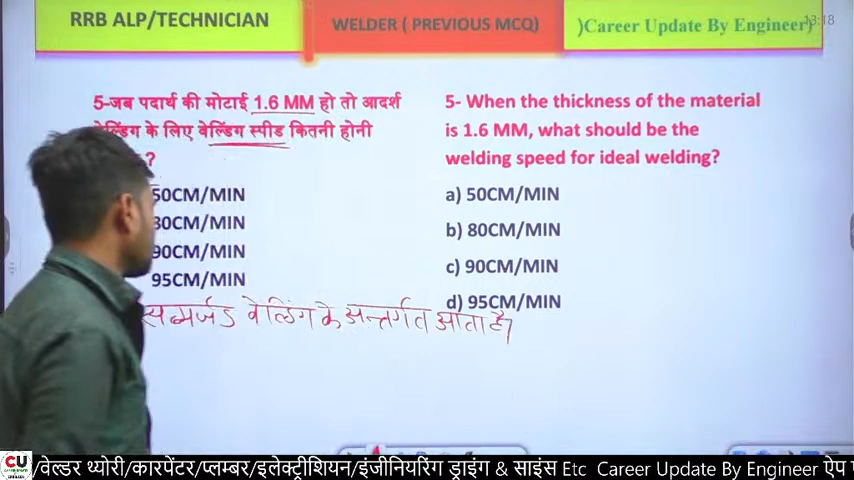 RRB ALP/TECHNICIAN
WELDER ( PREVIOUS MCQ)
)Career Update By Engineer)
13:18
5-जब पदार्थ की मोटाई 1.6 MM हो तो आदर्श
के लिए वेल्डिंग स्पीड कितनी होनी
?
50CM/MIN
80CM/MIN
90CM/MIN
95CM/MIN
5- When the thickness of the material
is 1.6 MM, what should be the
welding speed for ideal welding?
a) 50CM/MIN
b) 80CM/MIN
c) 90CM/MIN
d) 95CM/MIN
सब्मर्जड वेल्डिंग के अन्तर्गत आता है
CU
/वेल्डर थ्योरी/कारपेंटर/प्लम्बर/इलेक्ट्रीशियन/इंजीनियरिंग ड्राइंग & साइंस Etc Career Update By Engineer ऐप